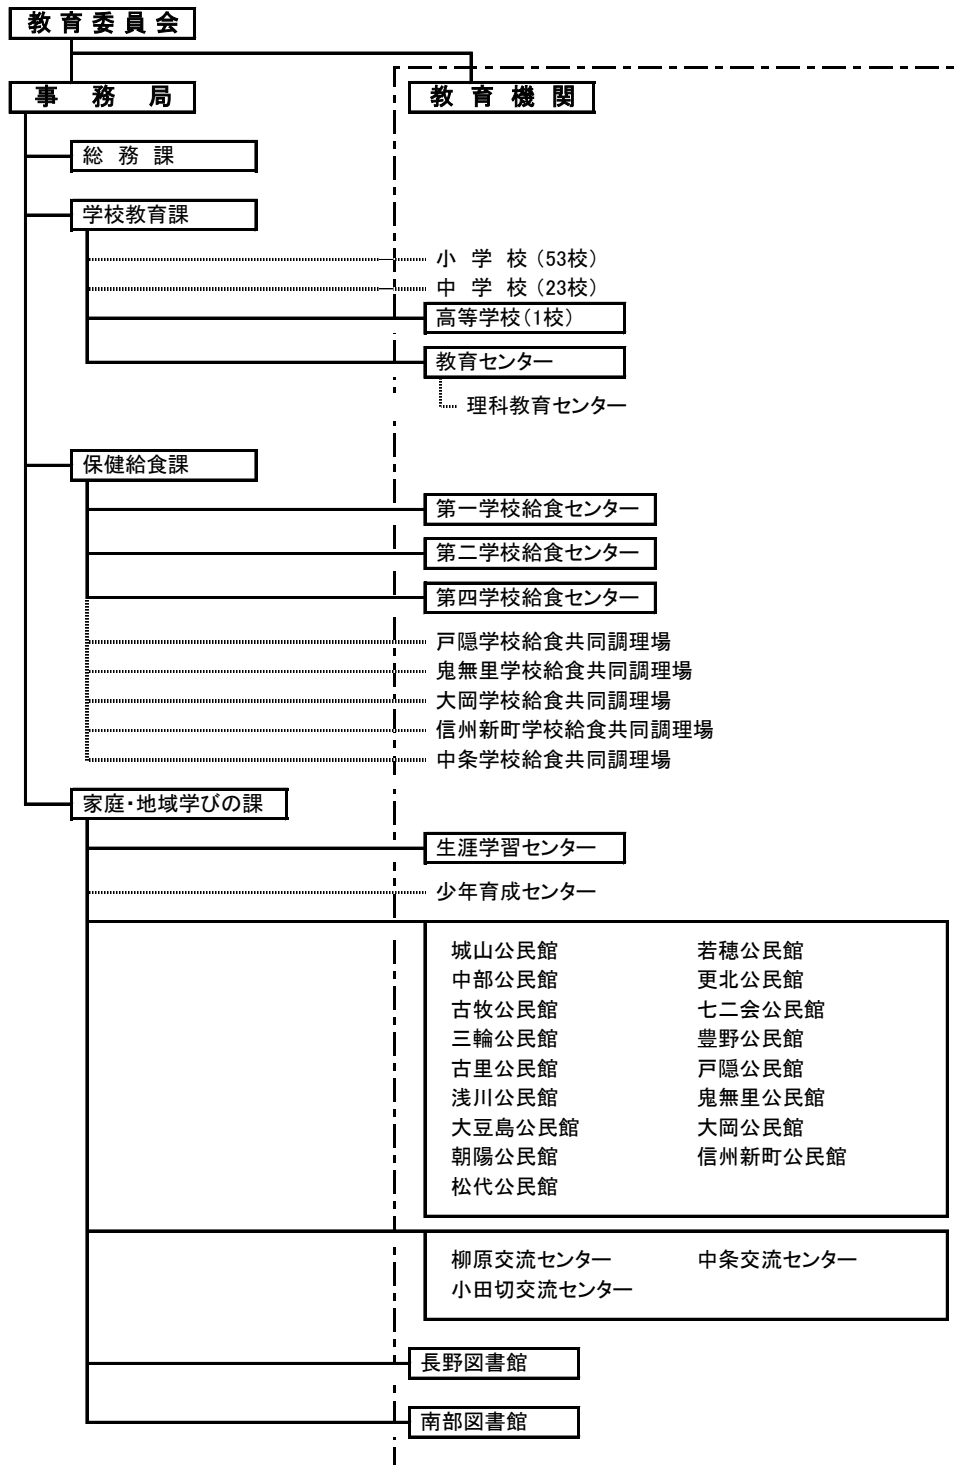 教育委員会
事務局
教育機関
総務課
学校教育課
小学校（53校）
中学校（23校）
高等学校（1校）
教育センター
理科教育センター
保健給食課
第一学校給食センター
第二学校給食センター
第四学校給食センター
戸隠学校給食共同調理場
鬼無里学校給食共同調理場
大岡学校給食共同調理場
信州新町学校給食共同調理場
中条学校給食共同調理場
家庭・地域学びの課
生涯学習センター
少年育成センター
城山公民館 若穂公民館
中部公民館 更北公民館
古牧公民館 七二会公民館
三輪公民館 豊野公民館
古里公民館 戸隠公民館
浅川公民館 鬼無里公民館
大豆島公民館 大岡公民館
朝陽公民館 信州新町公民館
松代公民館
柳原交流センター 中条交流センター
小田切交流センター
長野図書館
南部図書館